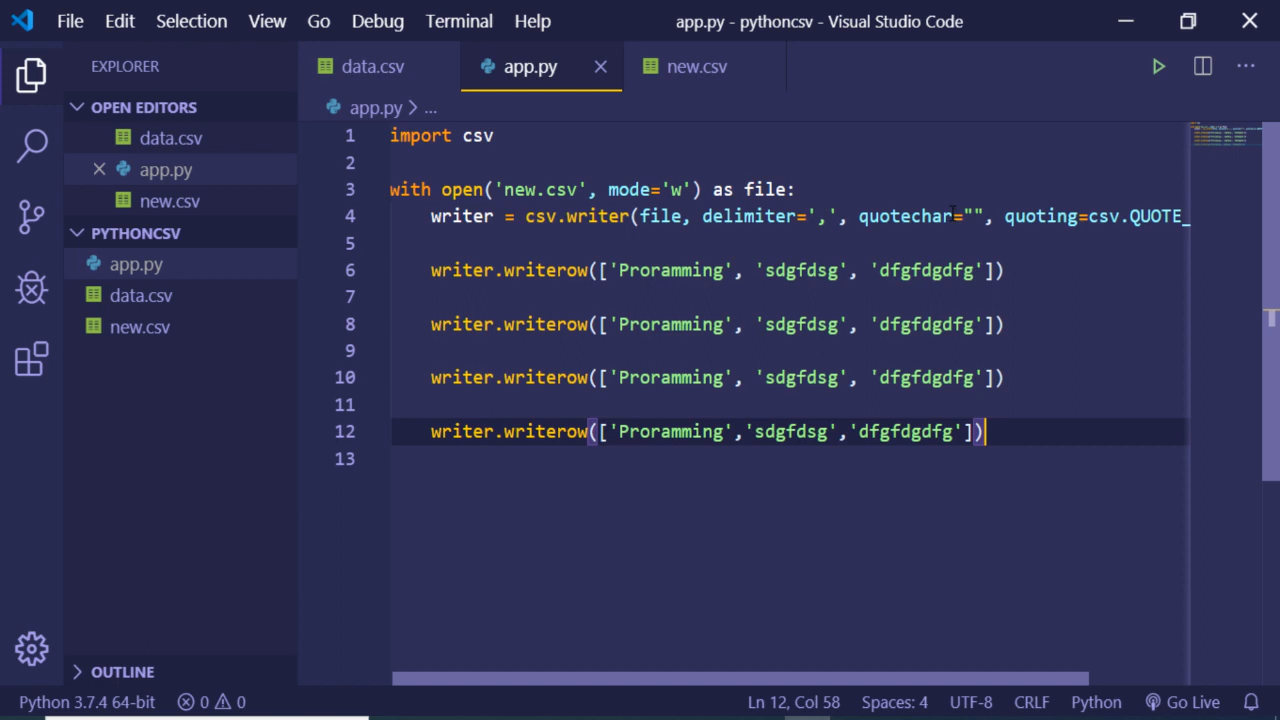 File Edit Selection View Go Debug Terminal Help app.py - pythoncsv - Visual Studio Code
EXPLORER
OPEN EDITORS
data.csv
app.py
new.csv
PYTHONCSV
app.py
data.csv
new.csv
OUTLINE
data.csv app.py new.csv
app.py > ...
1 import csv
2
3 with open('new.csv', mode='w') as file:
4 writer = csv.writer(file, delimiter=',', quotechar="", quoting=csv.QUOTE_
5
6 writer.writerow(['Proramming', 'sdgfdsg', 'dfgfdgdfg'])
7
8 writer.writerow(['Proramming', 'sdgfdsg', 'dfgfdgdfg'])
9
10 writer.writerow(['Proramming', 'sdgfdsg', 'dfgfdgdfg'])
11
12 writer.writerow(['Proramming','sdgfdsg','dfgfdgdfg'])
13
Python 3.7.4 64-bit 0 0 Ln 12, Col 58 Spaces: 4 UTF-8 CRLF Python Go Live